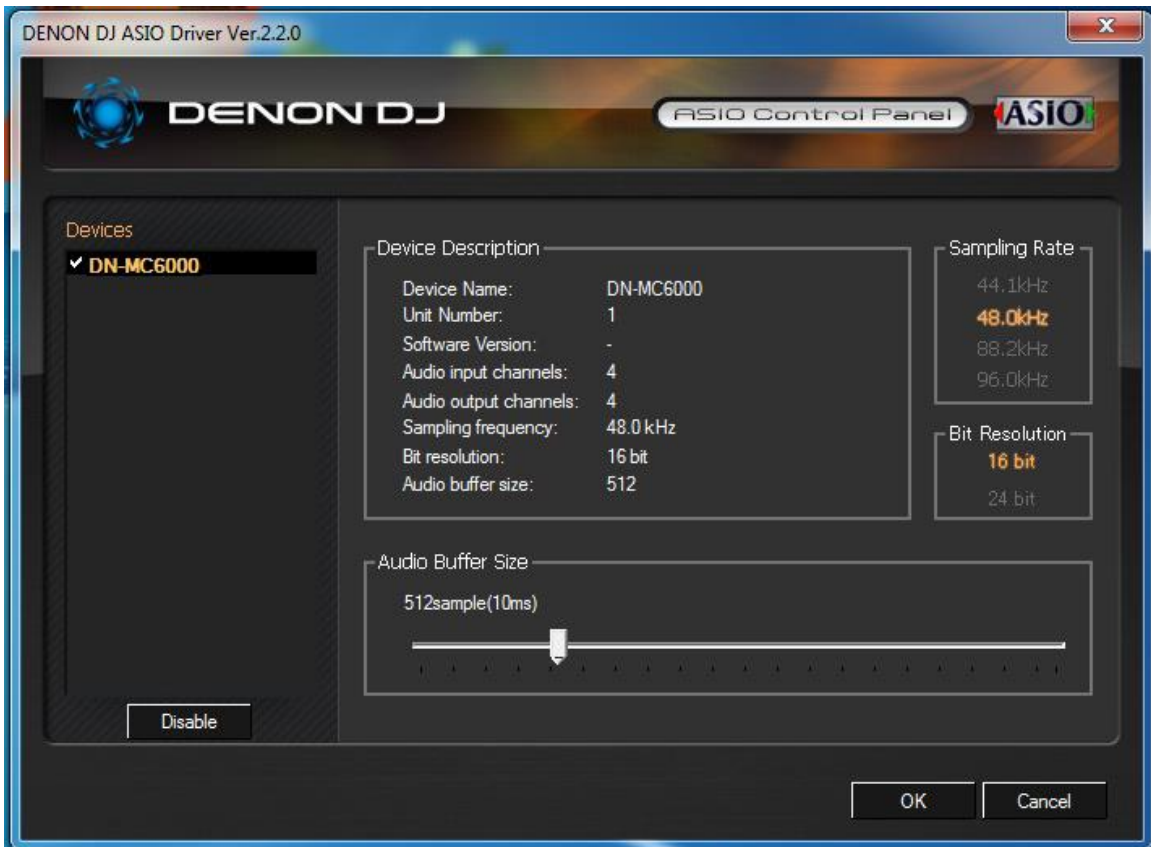 DENON DJ ASIO Driver Ver.2.2.0
X
DENON DJ
ASIO Control Panel
ASIO
Devices
DN-MC6000
Device Description
Device Name: DN-MC6000
Unit Number: 1
Software Version: -
Audio input channels: 4
Audio output channels: 4
Sampling frequency: 48.0 kHz
Bit resolution: 16 bit
Audio buffer size: 512
Sampling Rate
44.1kHz
48.0kHz
88.2kHz
96.0kHz
Bit Resolution
16 bit
24 bit
Audio Buffer Size
512sample(10ms)
Disable
OK
Cancel